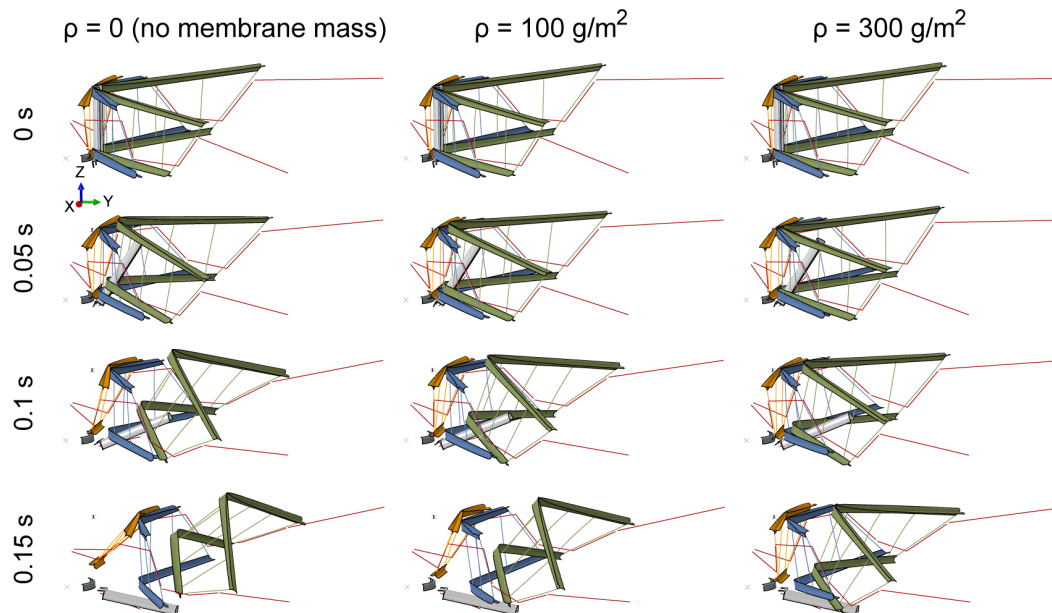 ρ = 0 (no membrane mass) ρ = 100 g/m² ρ = 300 g/m²
0 s
Z
X Y
0.05 s
0.1 s
0.15 s